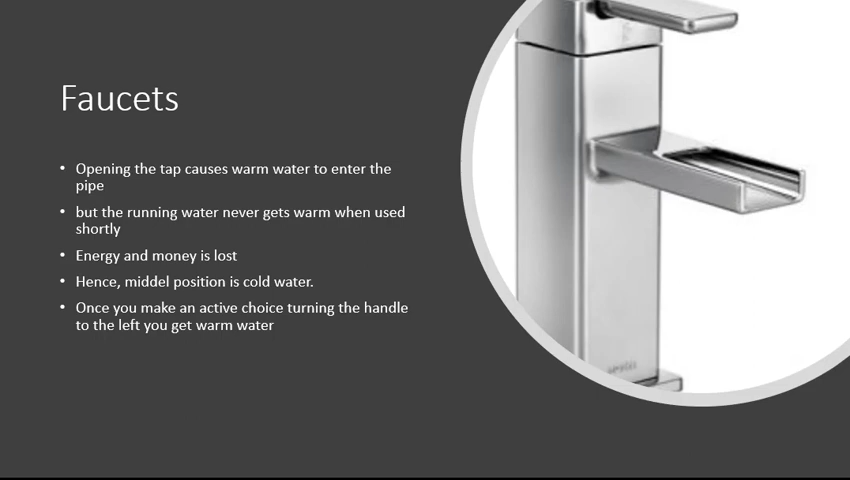 Faucets
• Opening the tap causes warm water to enter the
pipe
• but the running water never gets warm when used
shortly
• Energy and money is lost
• Hence, middel position is cold water.
• Once you make an active choice turning the handle
to the left you get warm water